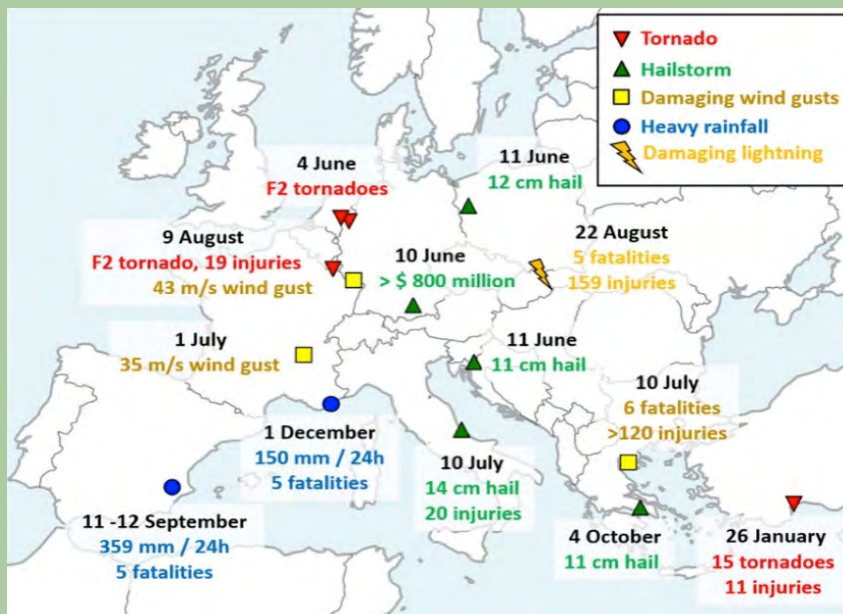 Tornado
Hailstorm
Damaging wind gusts
Heavy rainfall
Damaging lightning
4 June
F2 tornadoes
11 June
12 cm hail
9 August
F2 tornado, 19 injuries
43 m/s wind gust
10 June
> $ 800 million
22 August
5 fatalities
159 injuries
1 July
35 m/s wind gust
11 June
11 cm hail
10 July
6 fatalities
>120 injuries
1 December
150 mm / 24h
5 fatalities
10 July
14 cm hail
20 injuries
11 -12 September
359 mm / 24h
5 fatalities
4 October
11 cm hail
26 January
15 tornadoes
11 injuries